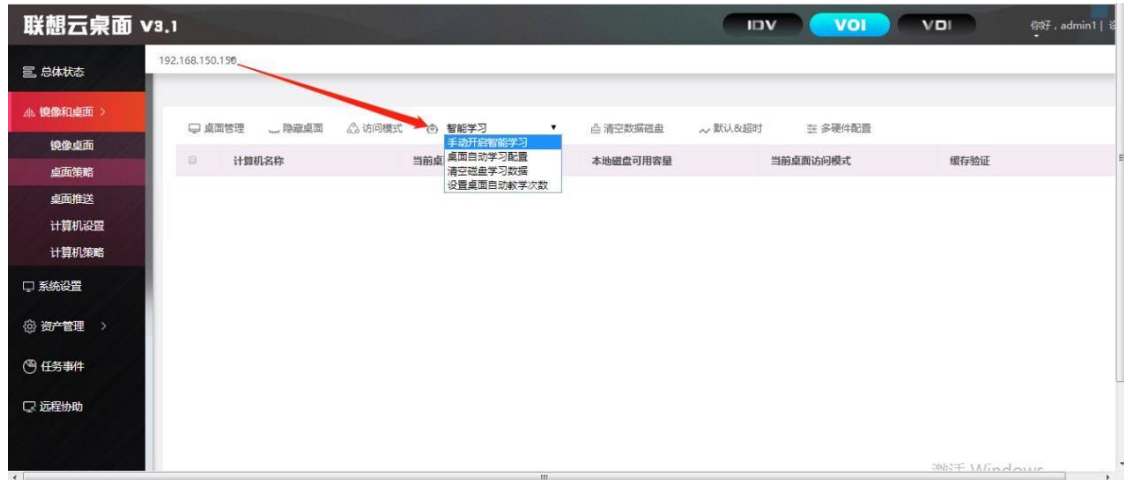 联想云桌面 V3.1
IDV VOI VDI
你好，admin1|
总体状态
192.168.150.150
镜像和桌面 >
镜像桌面
桌面策略
桌面推送
计算机设置
计算机策略
系统设置
资产管理 >
任务事件
远程协助
桌面管理 隐藏桌面 访问模式 智能学习 清空数据磁盘 默认&超时 多硬件配置
手动开启智能学习
桌面自动学习配置
清空磁盘学习数据
设置桌面自动教学次数
计算机名称 当前桌 本地磁盘可用容量 当前桌面访问模式 缓存验证
激活 Windows